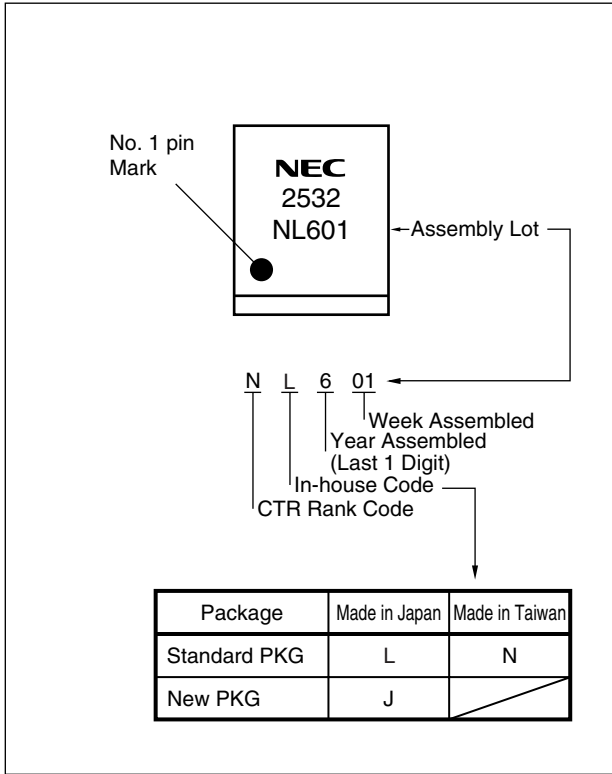 No. 1 pin
Mark
NEC
2532
NL601
Assembly Lot
N L 6 01
Week Assembled
Year Assembled
(Last 1 Digit)
In-house Code
CTR Rank Code
Package Made in Japan Made in Taiwan
Standard PKG L N
New PKG J